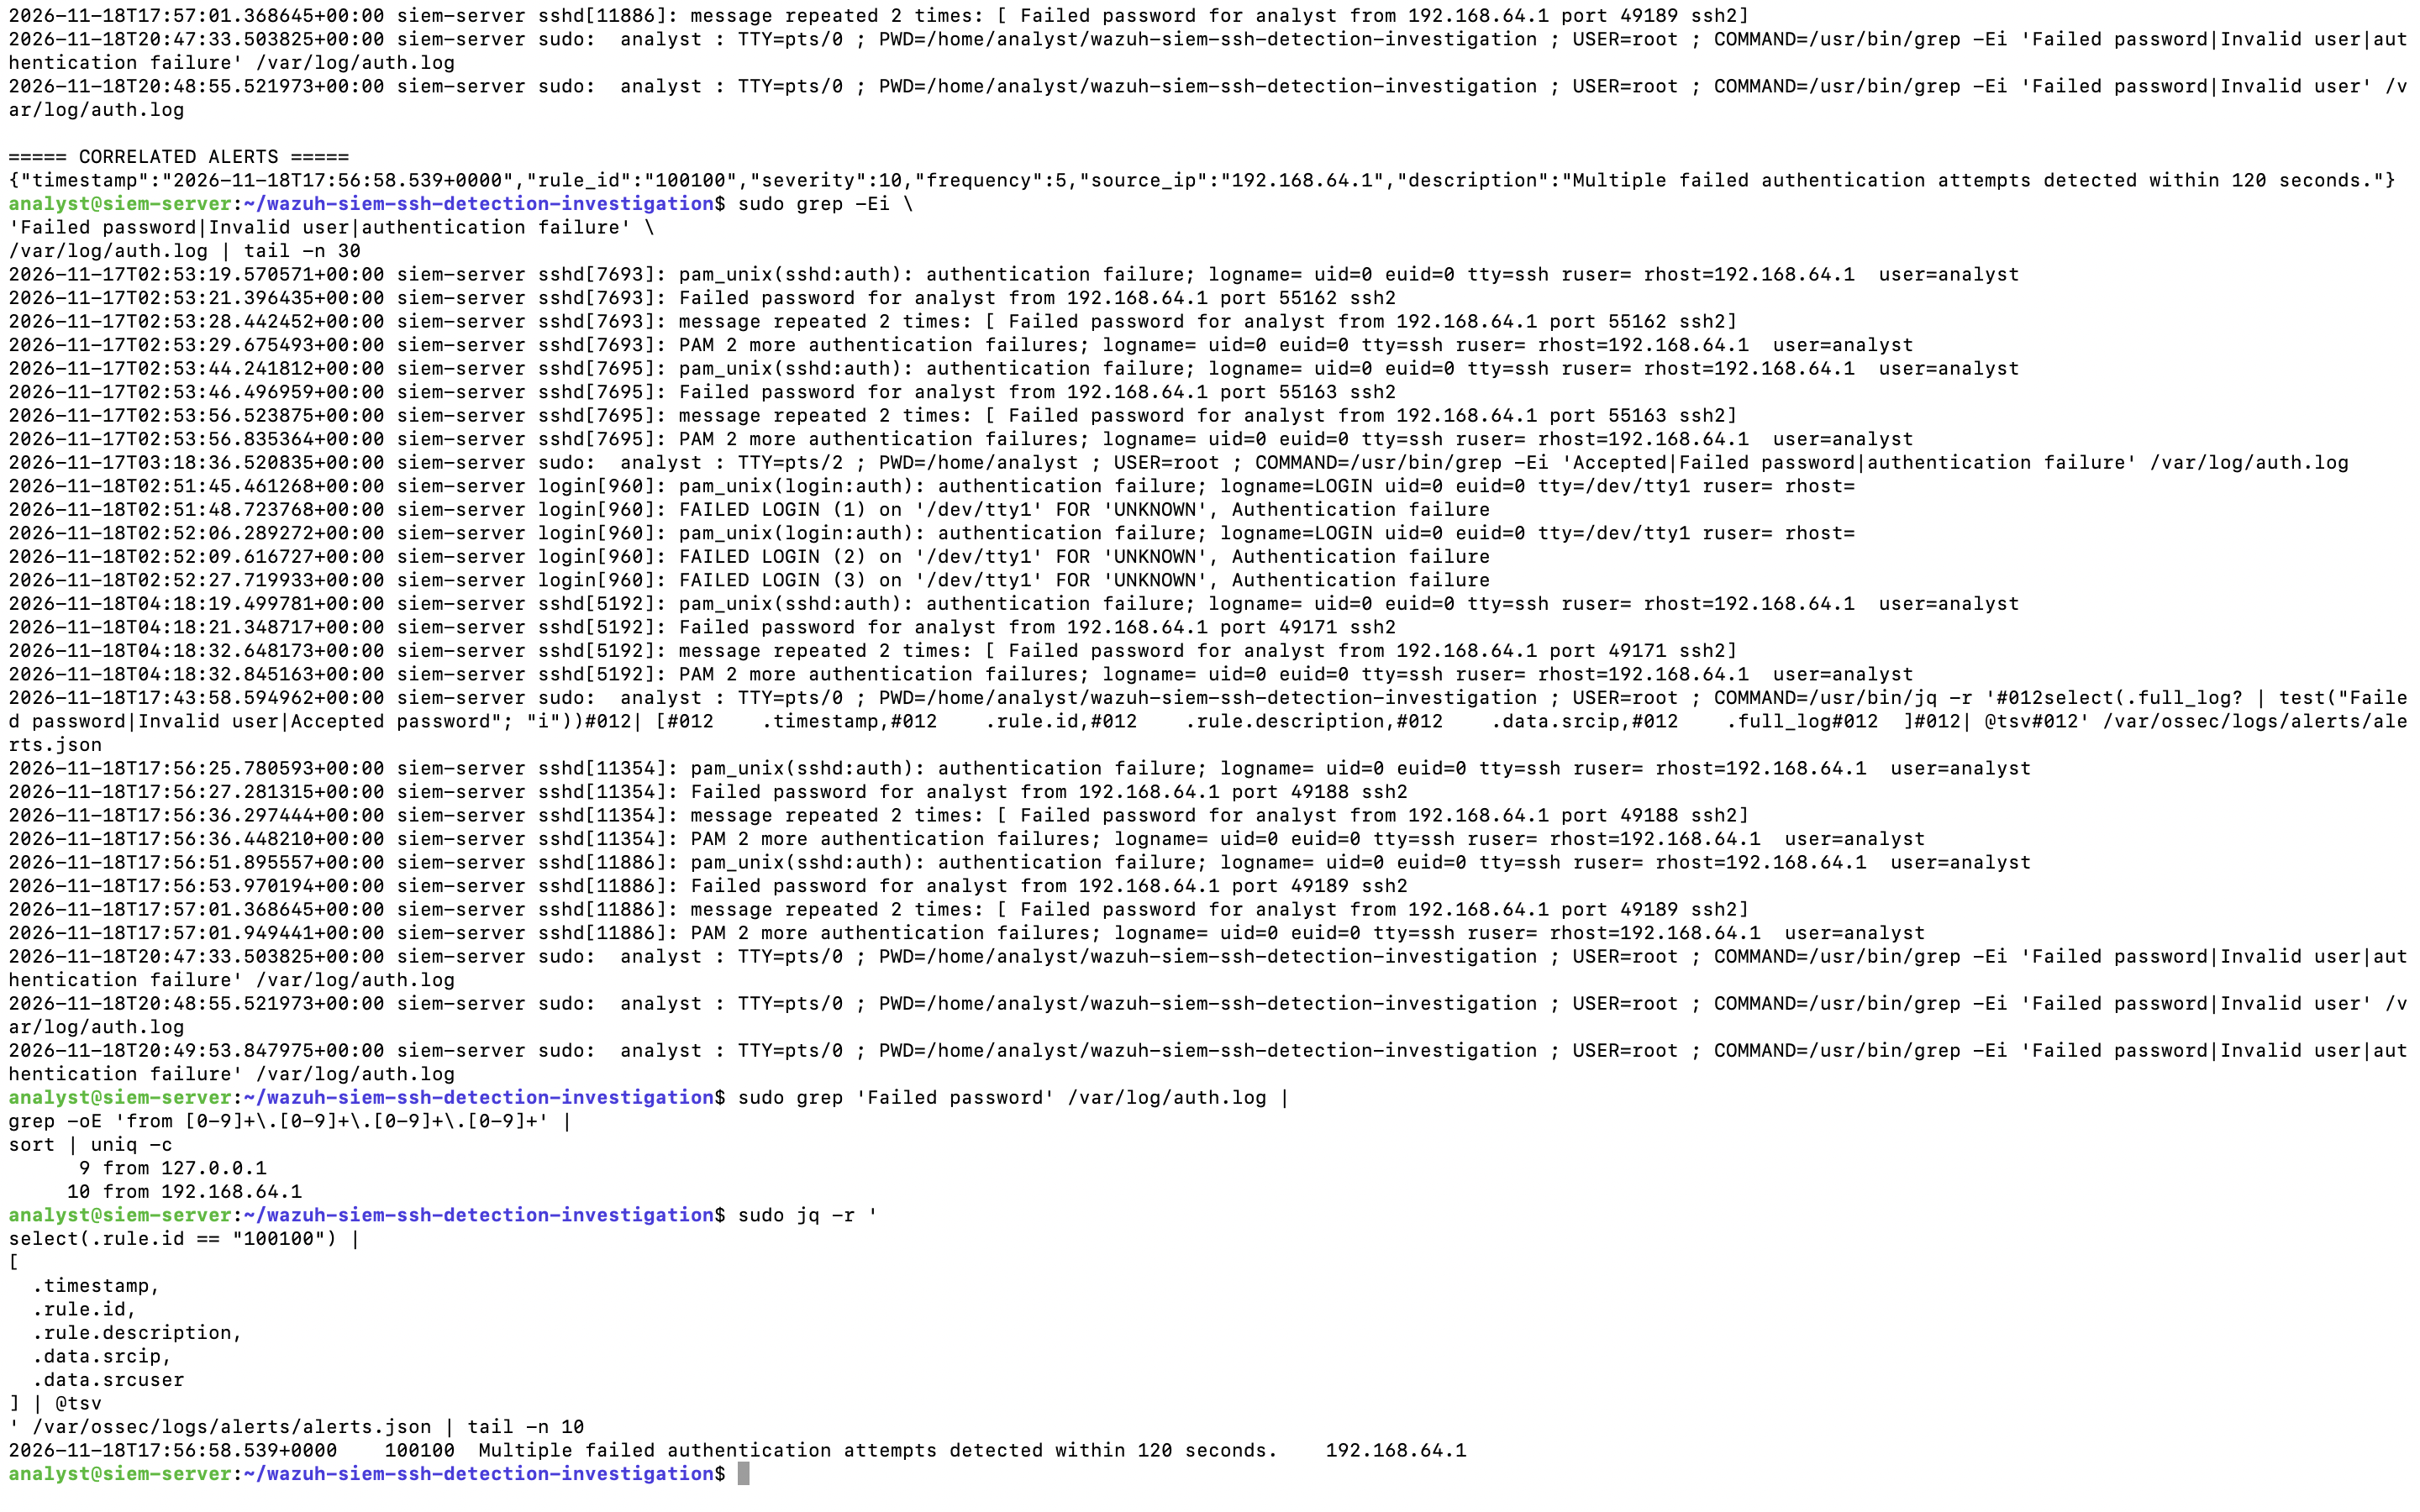 2026-11-18T17:57:01.368645+00:00 siem-server sshd[11886]: message repeated 2 times: [ Failed password for analyst from 192.168.64.1 port 49189 ssh2]
2026-11-18T20:47:33.503825+00:00 siem-server sudo:  analyst : TTY=pts/0 ; PWD=/home/analyst/wazuh-siem-ssh-detection-investigation ; USER=root ; COMMAND=/usr/bin/grep -Ei 'Failed password|Invalid user|aut
hentication failure' /var/log/auth.log
2026-11-18T20:48:55.521973+00:00 siem-server sudo:  analyst : TTY=pts/0 ; PWD=/home/analyst/wazuh-siem-ssh-detection-investigation ; USER=root ; COMMAND=/usr/bin/grep -Ei 'Failed password|Invalid user' /v
ar/log/auth.log

===== CORRELATED ALERTS =====
{"timestamp":"2026-11-18T17:56:58.539+0000","rule_id":"100100","severity":10,"frequency":5,"source_ip":"192.168.64.1","description":"Multiple failed authentication attempts detected within 120 seconds."}
analyst@siem-server:~/wazuh-siem-ssh-detection-investigation$ sudo grep -Ei \
'Failed password|Invalid user|authentication failure' \
/var/log/auth.log | tail -n 30
2026-11-17T02:53:19.570571+00:00 siem-server sshd[7693]: pam_unix(sshd:auth): authentication failure; logname= uid=0 euid=0 tty=ssh ruser= rhost=192.168.64.1  user=analyst
2026-11-17T02:53:21.396435+00:00 siem-server sshd[7693]: Failed password for analyst from 192.168.64.1 port 55162 ssh2
2026-11-17T02:53:28.442452+00:00 siem-server sshd[7693]: message repeated 2 times: [ Failed password for analyst from 192.168.64.1 port 55162 ssh2]
2026-11-17T02:53:29.675493+00:00 siem-server sshd[7693]: PAM 2 more authentication failures; logname= uid=0 euid=0 tty=ssh ruser= rhost=192.168.64.1  user=analyst
2026-11-17T02:53:44.241812+00:00 siem-server sshd[7695]: pam_unix(sshd:auth): authentication failure; logname= uid=0 euid=0 tty=ssh ruser= rhost=192.168.64.1  user=analyst
2026-11-17T02:53:46.496959+00:00 siem-server sshd[7695]: Failed password for analyst from 192.168.64.1 port 55163 ssh2
2026-11-17T02:53:56.523875+00:00 siem-server sshd[7695]: message repeated 2 times: [ Failed password for analyst from 192.168.64.1 port 55163 ssh2]
2026-11-17T02:53:56.835364+00:00 siem-server sshd[7695]: PAM 2 more authentication failures; logname= uid=0 euid=0 tty=ssh ruser= rhost=192.168.64.1  user=analyst
2026-11-17T03:18:36.520835+00:00 siem-server sudo:  analyst : TTY=pts/2 ; PWD=/home/analyst ; USER=root ; COMMAND=/usr/bin/grep -Ei 'Accepted|Failed password|authentication failure' /var/log/auth.log
2026-11-18T02:51:45.461268+00:00 siem-server login[960]: pam_unix(login:auth): authentication failure; logname=LOGIN uid=0 euid=0 tty=/dev/tty1 ruser= rhost=
2026-11-18T02:51:48.723768+00:00 siem-server login[960]: FAILED LOGIN (1) on '/dev/tty1' FOR 'UNKNOWN', Authentication failure
2026-11-18T02:52:06.289272+00:00 siem-server login[960]: pam_unix(login:auth): authentication failure; logname=LOGIN uid=0 euid=0 tty=/dev/tty1 ruser= rhost=
2026-11-18T02:52:09.616727+00:00 siem-server login[960]: FAILED LOGIN (2) on '/dev/tty1' FOR 'UNKNOWN', Authentication failure
2026-11-18T02:52:27.719933+00:00 siem-server login[960]: FAILED LOGIN (3) on '/dev/tty1' FOR 'UNKNOWN', Authentication failure
2026-11-18T04:18:19.499781+00:00 siem-server sshd[5192]: pam_unix(sshd:auth): authentication failure; logname= uid=0 euid=0 tty=ssh ruser= rhost=192.168.64.1  user=analyst
2026-11-18T04:18:21.348717+00:00 siem-server sshd[5192]: Failed password for analyst from 192.168.64.1 port 49171 ssh2
2026-11-18T04:18:32.648173+00:00 siem-server sshd[5192]: message repeated 2 times: [ Failed password for analyst from 192.168.64.1 port 49171 ssh2]
2026-11-18T04:18:32.845163+00:00 siem-server sshd[5192]: PAM 2 more authentication failures; logname= uid=0 euid=0 tty=ssh ruser= rhost=192.168.64.1  user=analyst
2026-11-18T17:43:58.594962+00:00 siem-server sudo:  analyst : TTY=pts/0 ; PWD=/home/analyst/wazuh-siem-ssh-detection-investigation ; USER=root ; COMMAND=/usr/bin/jq -r '#012select(.full_log? | test("Faile
d password|Invalid user|Accepted password"; "i"))#012| [#012    .timestamp,#012    .rule.id,#012    .rule.description,#012    .data.srcip,#012    .full_log#012  ]#012| @tsv#012' /var/ossec/logs/alerts/ale
rts.json
2026-11-18T17:56:25.780593+00:00 siem-server sshd[11354]: pam_unix(sshd:auth): authentication failure; logname= uid=0 euid=0 tty=ssh ruser= rhost=192.168.64.1  user=analyst
2026-11-18T17:56:27.281315+00:00 siem-server sshd[11354]: Failed password for analyst from 192.168.64.1 port 49188 ssh2
2026-11-18T17:56:36.297444+00:00 siem-server sshd[11354]: message repeated 2 times: [ Failed password for analyst from 192.168.64.1 port 49188 ssh2]
2026-11-18T17:56:36.448210+00:00 siem-server sshd[11354]: PAM 2 more authentication failures; logname= uid=0 euid=0 tty=ssh ruser= rhost=192.168.64.1  user=analyst
2026-11-18T17:56:51.895557+00:00 siem-server sshd[11886]: pam_unix(sshd:auth): authentication failure; logname= uid=0 euid=0 tty=ssh ruser= rhost=192.168.64.1  user=analyst
2026-11-18T17:56:53.970194+00:00 siem-server sshd[11886]: Failed password for analyst from 192.168.64.1 port 49189 ssh2
2026-11-18T17:57:01.368645+00:00 siem-server sshd[11886]: message repeated 2 times: [ Failed password for analyst from 192.168.64.1 port 49189 ssh2]
2026-11-18T17:57:01.949441+00:00 siem-server sshd[11886]: PAM 2 more authentication failures; logname= uid=0 euid=0 tty=ssh ruser= rhost=192.168.64.1  user=analyst
2026-11-18T20:47:33.503825+00:00 siem-server sudo:  analyst : TTY=pts/0 ; PWD=/home/analyst/wazuh-siem-ssh-detection-investigation ; USER=root ; COMMAND=/usr/bin/grep -Ei 'Failed password|Invalid user|aut
hentication failure' /var/log/auth.log
2026-11-18T20:48:55.521973+00:00 siem-server sudo:  analyst : TTY=pts/0 ; PWD=/home/analyst/wazuh-siem-ssh-detection-investigation ; USER=root ; COMMAND=/usr/bin/grep -Ei 'Failed password|Invalid user' /v
ar/log/auth.log
2026-11-18T20:49:53.847975+00:00 siem-server sudo:  analyst : TTY=pts/0 ; PWD=/home/analyst/wazuh-siem-ssh-detection-investigation ; USER=root ; COMMAND=/usr/bin/grep -Ei 'Failed password|Invalid user|aut
hentication failure' /var/log/auth.log
analyst@siem-server:~/wazuh-siem-ssh-detection-investigation$ sudo grep 'Failed password' /var/log/auth.log |
grep -oE 'from [0-9]+\.[0-9]+\.[0-9]+\.[0-9]+' |
sort | uniq -c
      9 from 127.0.0.1
     10 from 192.168.64.1
analyst@siem-server:~/wazuh-siem-ssh-detection-investigation$ sudo jq -r '
select(.rule.id == "100100") |
[
  .timestamp,
  .rule.id,
  .rule.description,
  .data.srcip,
  .data.srcuser
] | @tsv
' /var/ossec/logs/alerts/alerts.json | tail -n 10
2026-11-18T17:56:58.539+0000    100100  Multiple failed authentication attempts detected within 120 seconds.    192.168.64.1
analyst@siem-server:~/wazuh-siem-ssh-detection-investigation$